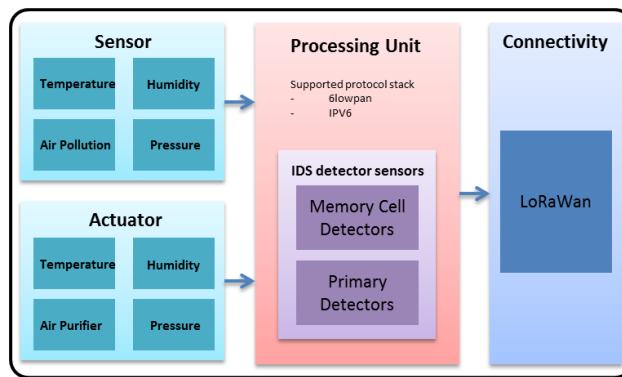 Sensor
Temperature
Humidity
Air Pollution
Pressure
Actuator
Temperature
Humidity
Air Purifier
Pressure
Processing Unit
Supported protocol stack
- 6lowpan
- IPV6
IDS detector sensors
Memory Cell
Detectors
Primary
Detectors
Connectivity
LoRaWan